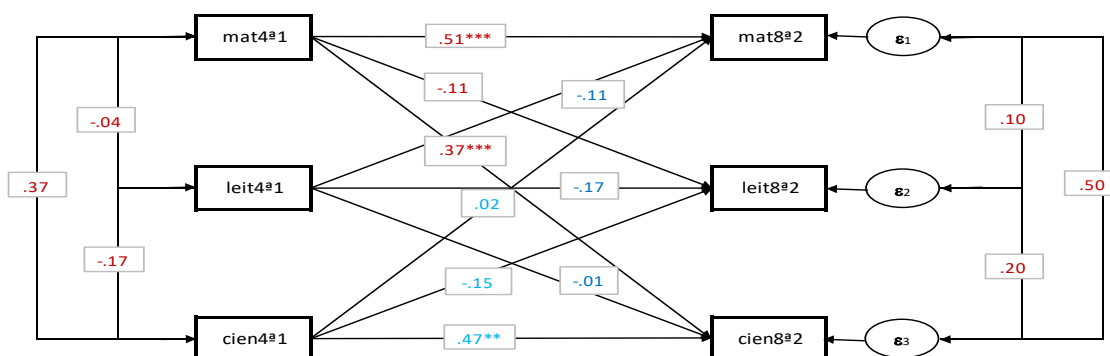 mat4ª1
.51***
mat8ª2
ε1
-.11
-.11
-.04
.10
.37***
.37
leit4ª1
-.17
leit8ª2
ε2
.50
.02
-.17
.20
-.15
-.01
cien4ª1
.47**
cien8ª2
ε3